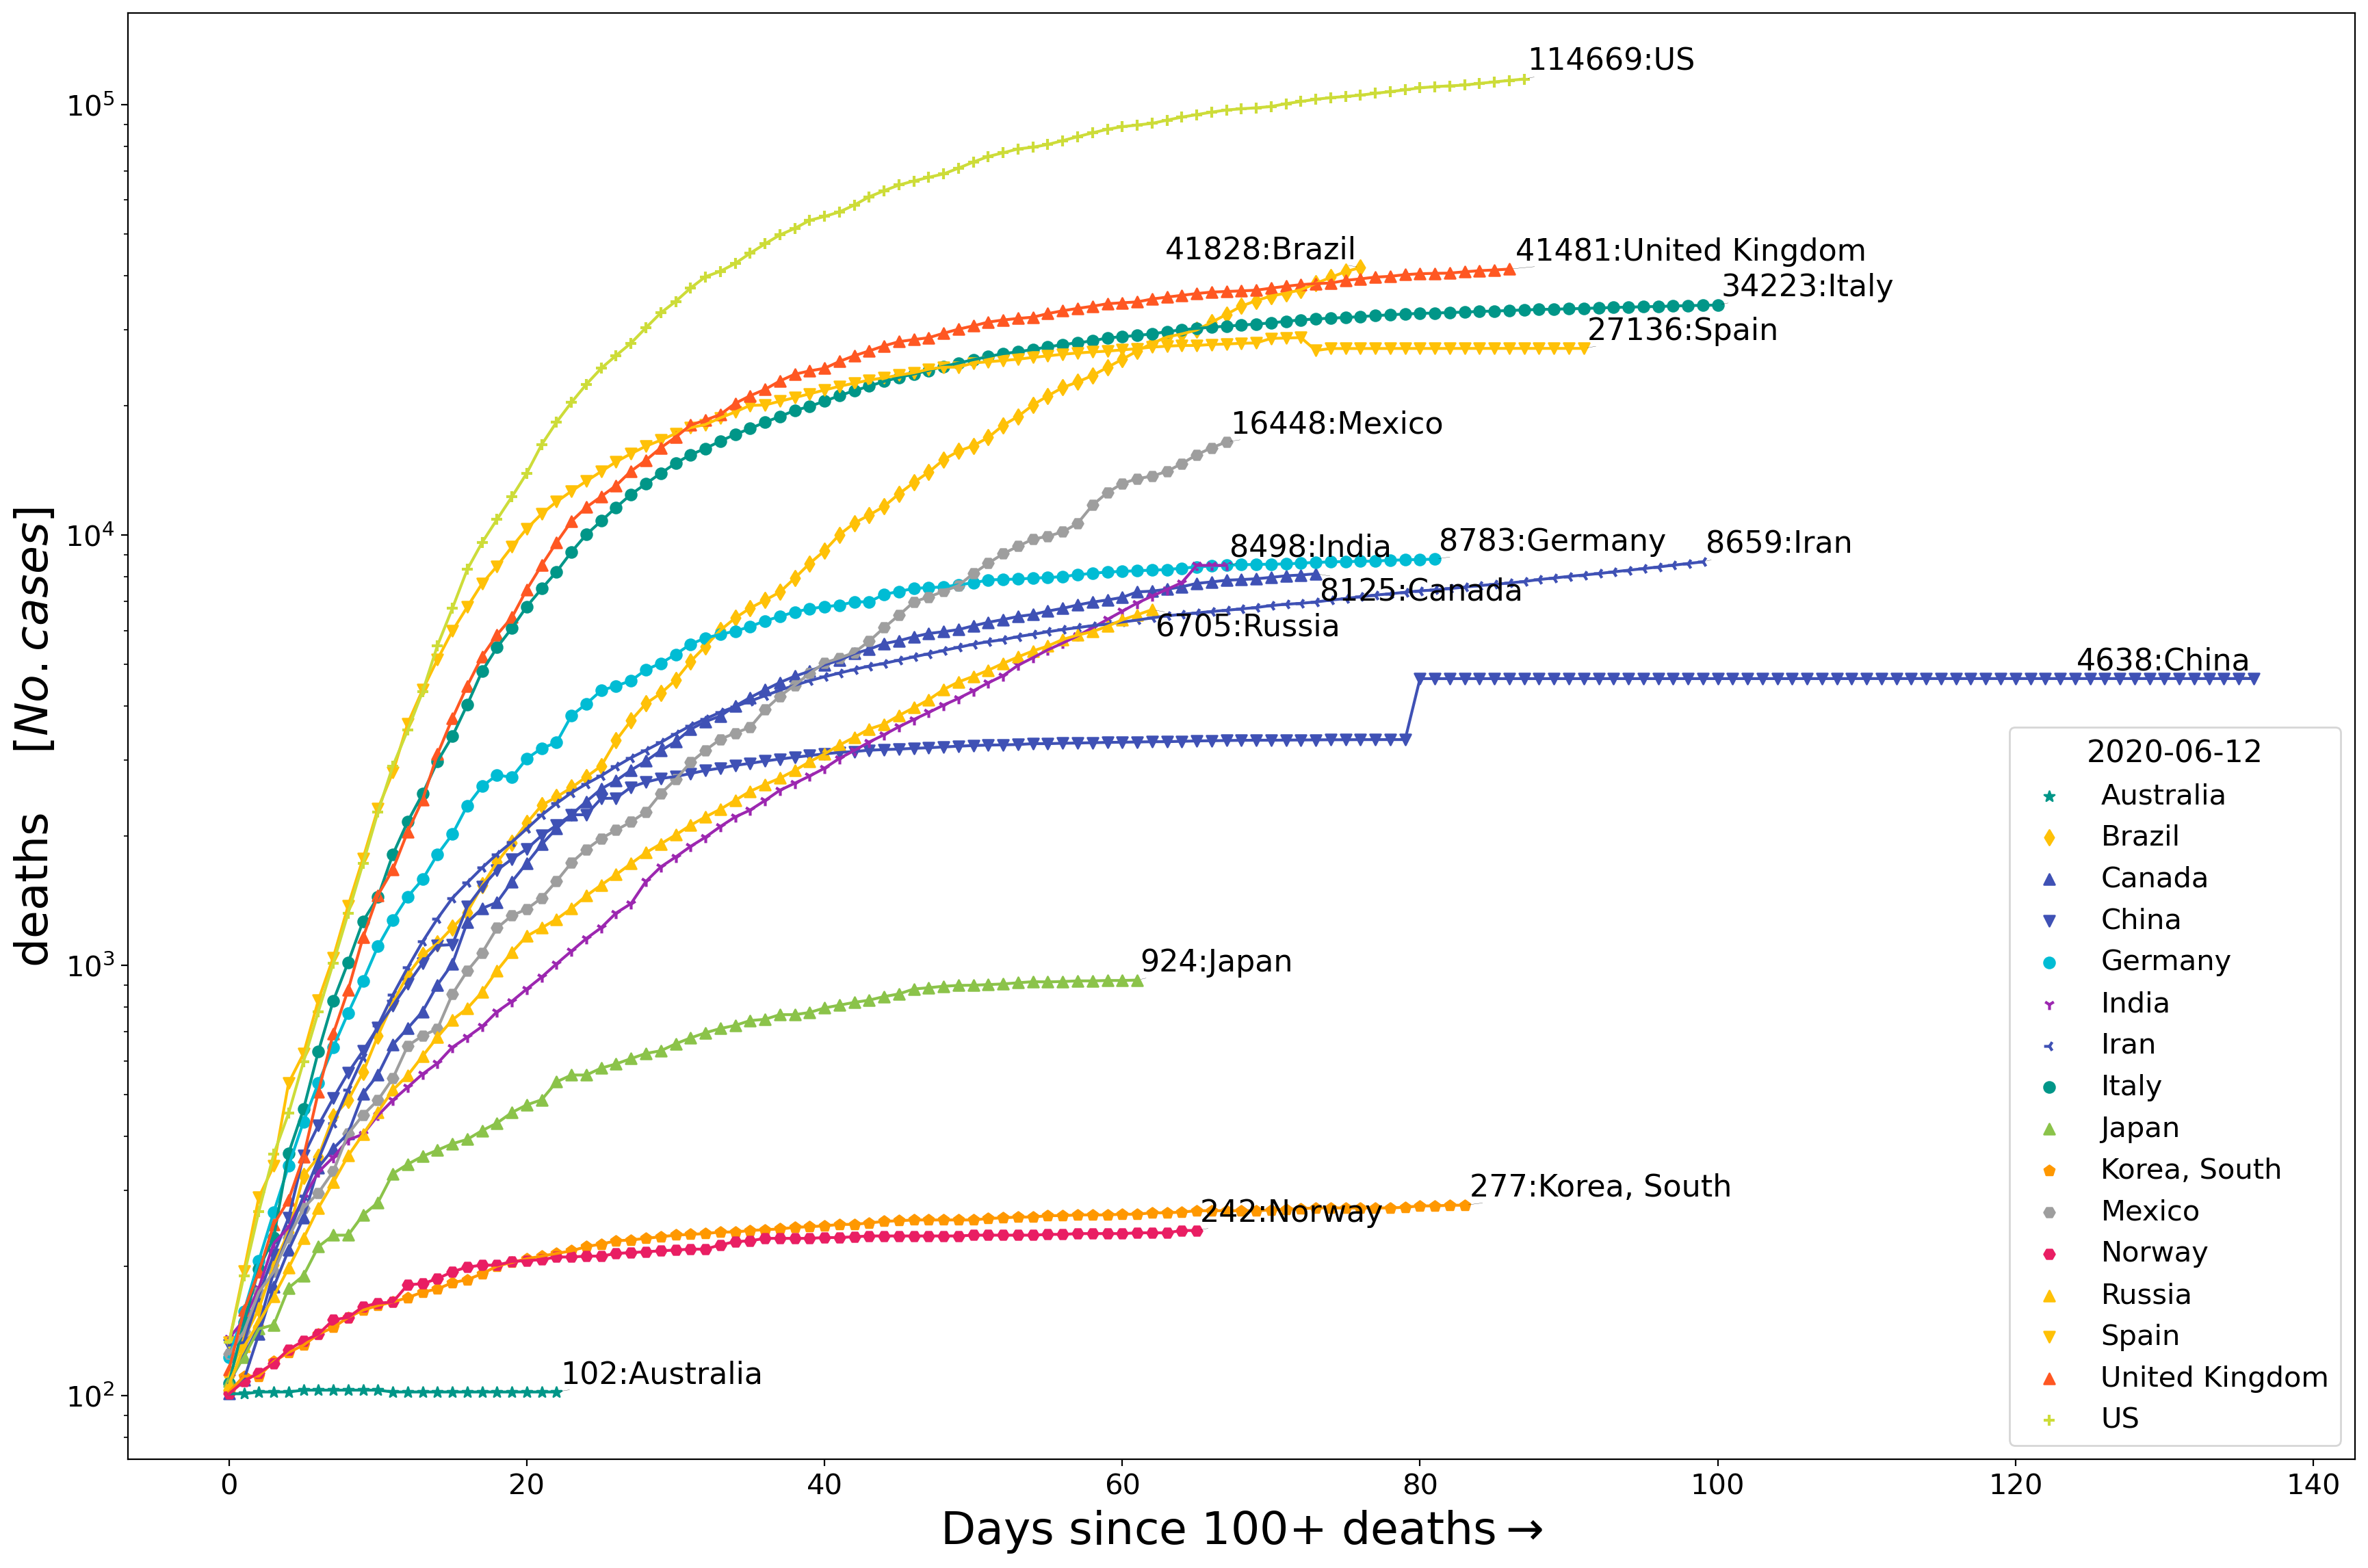 114669:US
10^5
41828:Brazil
41481:United Kingdom
34223:Italy
27136:Spain
16448:Mexico
10^4
8498:India
8783:Germany
8659:Iran
8125:Canada
6705:Russia
4638:China
deaths [No. cases]
2020-06-12
Australia
Brazil
Canada
China
Germany
India
Iran
Italy
Japan
Korea, South
Mexico
Norway
Russia
Spain
United Kingdom
US
10^3
924:Japan
277:Korea, South
242:Norway
102:Australia
10^2
0 20 40 60 80 100 120 140
Days since 100+ deaths→